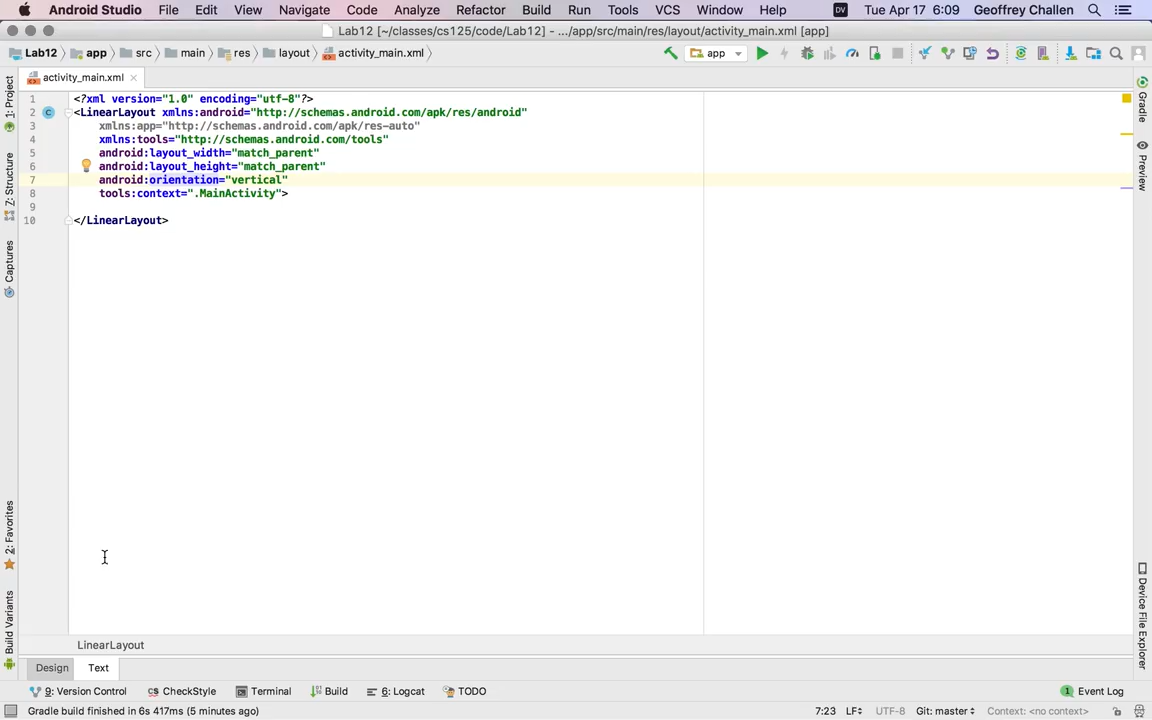 Android Studio File Edit View Navigate Code Analyze Refactor Build Run Tools VCS Window Help DV Tue Apr 17 6:09 Geoffrey Challen
Lab12 [~/classes/cs125/code/Lab12] - .../app/src/main/res/layout/activity_main.xml [app]
Lab12 app src main res layout activity_main.xml app
activity_main.xml
1 <?xml version="1.0" encoding="utf-8"?>
2 <LinearLayout xmlns:android="http://schemas.android.com/apk/res/android"
3 xmlns:app="http://schemas.android.com/apk/res-auto"
4 xmlns:tools="http://schemas.android.com/tools"
5 android:layout_width="match_parent"
6 android:layout_height="match_parent"
7 android:orientation="vertical"
8 tools:context=".MainActivity">
9
10 </LinearLayout>
1: Project
7: Structure
Captures
2: Favorites
Build Variants
Gradle
Preview
Device File Explorer
LinearLayout
Design Text
9: Version Control CheckStyle Terminal Build 6: Logcat TODO 1 Event Log
Gradle build finished in 6s 417ms (5 minutes ago) 7:23 LF UTF-8 Git: master Context: <no context>